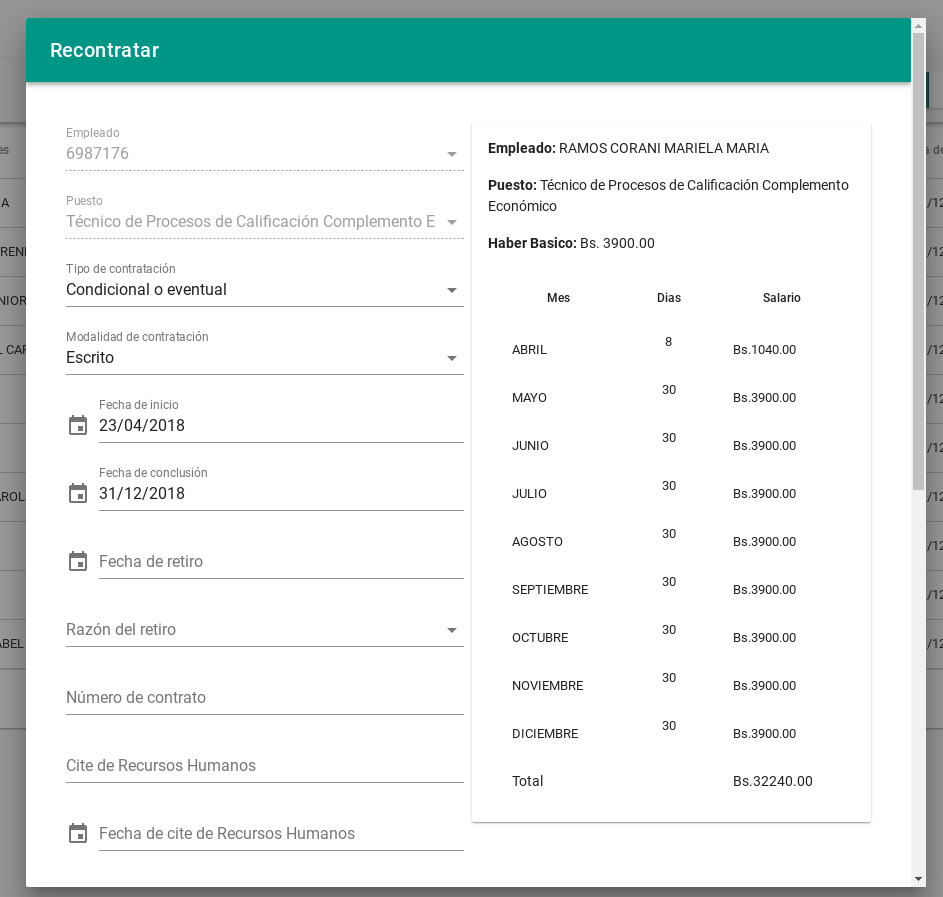 Recontratar
Empleado
6987176
Puesto
Técnico de Procesos de Calificación Complemento E
Tipo de contratación
Condicional o eventual
Modalidad de contratación
Escrito
Fecha de inicio
23/04/2018
Fecha de conclusión
31/12/2018
Fecha de retiro
Razón del retiro
Número de contrato
Cite de Recursos Humanos
Fecha de cite de Recursos Humanos
Empleado: RAMOS CORANI MARIELA MARIA
Puesto: Técnico de Procesos de Calificación Complemento
Económico
Haber Basico: Bs. 3900.00
Mes Dias Salario
ABRIL 8 Bs.1040.00
MAYO 30 Bs.3900.00
JUNIO 30 Bs.3900.00
JULIO 30 Bs.3900.00
AGOSTO 30 Bs.3900.00
SEPTIEMBRE 30 Bs.3900.00
OCTUBRE 30 Bs.3900.00
NOVIEMBRE 30 Bs.3900.00
DICIEMBRE 30 Bs.3900.00
Total Bs.32240.00